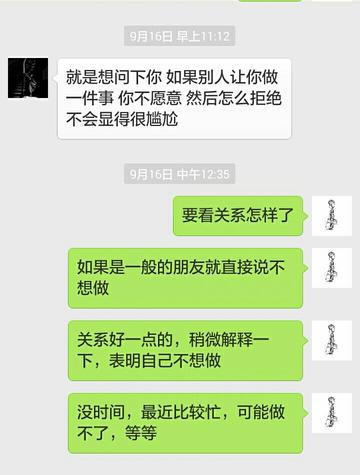 9月16日 早上11:12
就是想问下你 如果别人让你做
一件事 你不愿意 然后怎么拒绝
不会显得很尴尬
9月16日 中午12:35
要看关系怎样了
如果是一般的朋友就直接说不
想做
关系好一点的，稍微解释一
下，表明自己不想做
没时间，最近比较忙，可能做
不了，等等